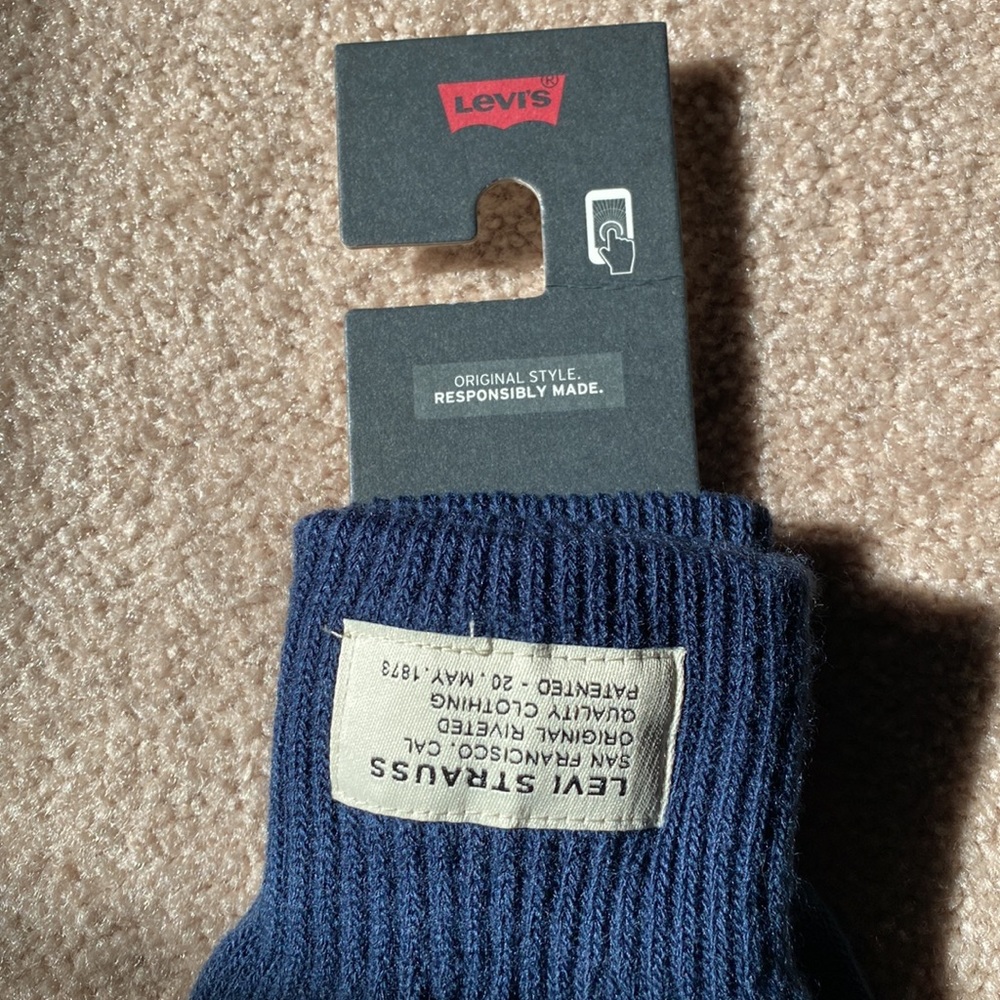 Levi's®
ORIGINAL STYLE.
RESPONSIBLY MADE.
LEVI STRAUSS
SAN FRANCISCO. CAL
ORIGINAL RIVETED
QUALITY CLOTHING
PATENTED - 20. MAY. 1873